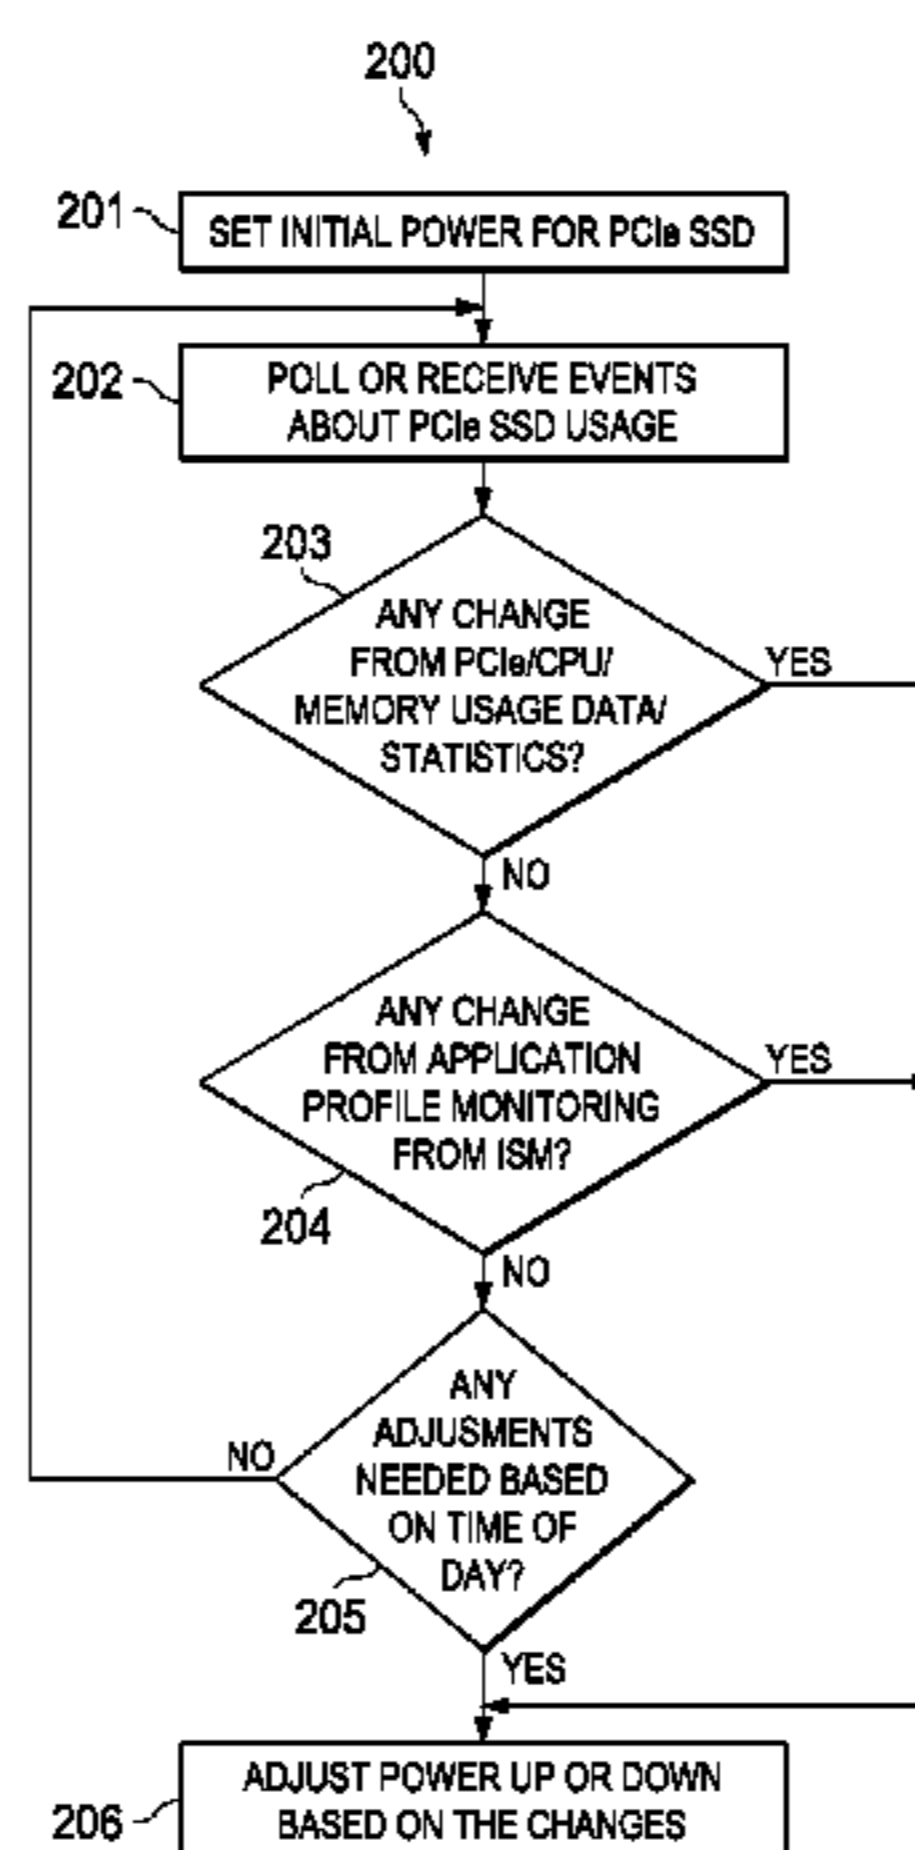 200
201
SET INITIAL POWER FOR PCIe SSD
202
POLL OR RECEIVE EVENTS
ABOUT PCIe SSD USAGE
203
ANY CHANGE
FROM PCIe/CPU/
MEMORY USAGE DATA/
STATISTICS?
YES
NO
ANY CHANGE
FROM APPLICATION
PROFILE MONITORING
FROM ISM?
YES
204
NO
ANY
ADJUSMENTS
NEEDED BASED
ON TIME OF
DAY?
NO
205
YES
206
ADJUST POWER UP OR DOWN
BASED ON THE CHANGES